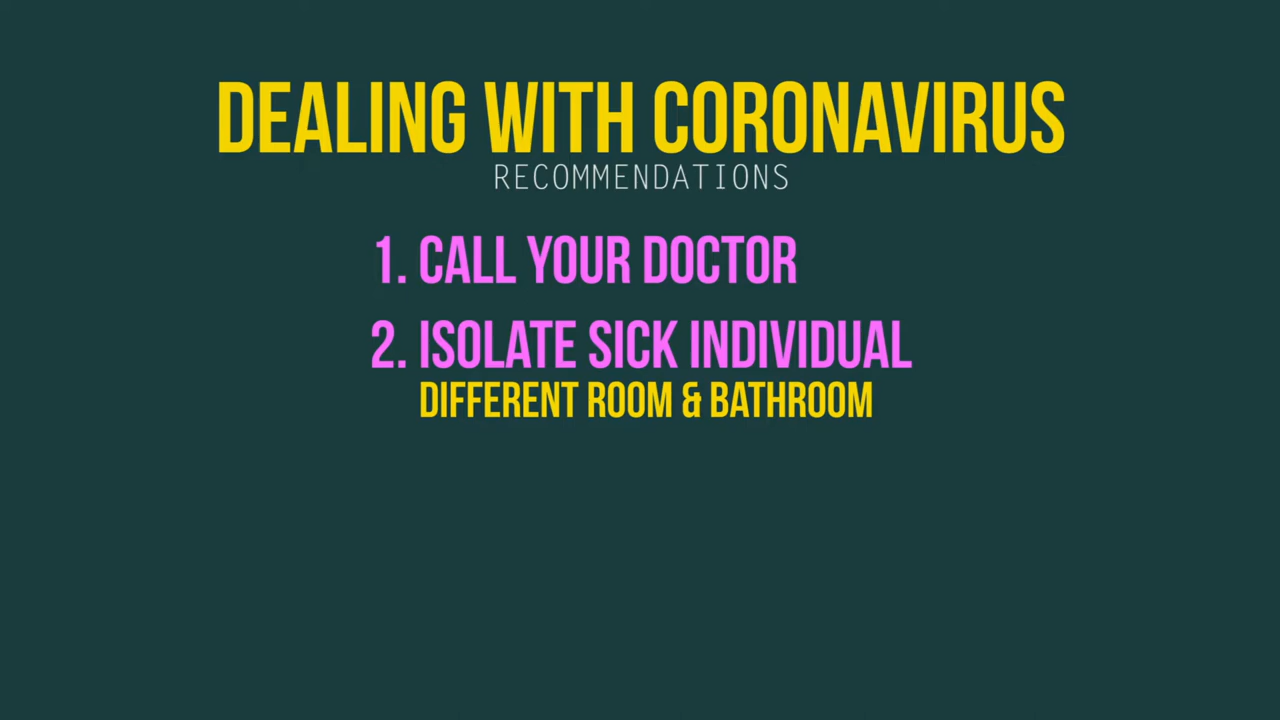 DEALING WITH CORONAVIRUS
RECOMMENDATIONS
1. CALL YOUR DOCTOR
2. ISOLATE SICK INDIVIDUAL
DIFFERENT ROOM & BATHROOM